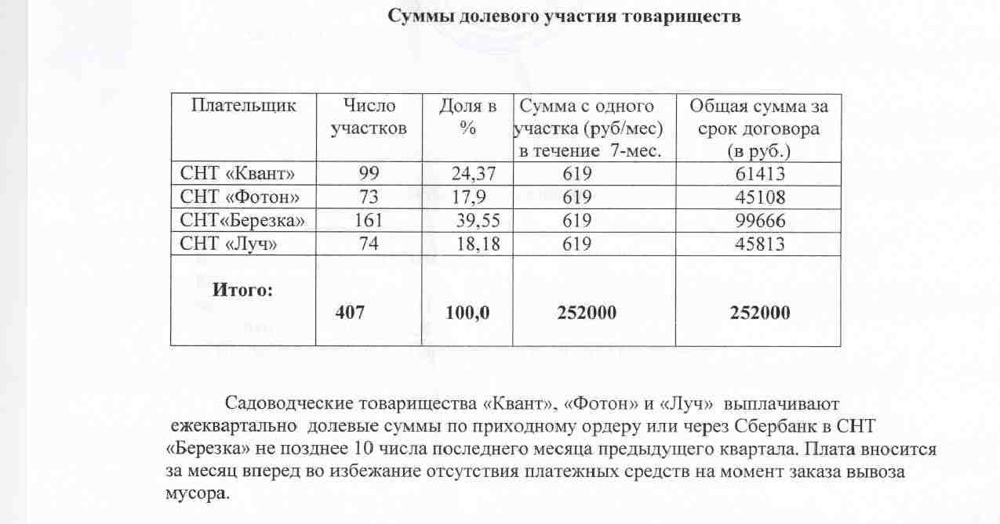 Суммы долевого участия товариществ
Плательщик Число участков Доля в % Сумма с одного участка (руб/мес) в течение 7-мес. Общая сумма за срок договора (в руб.)
СНТ «Квант» 99 24,37 619 61413
СНТ «Фотон» 73 17,9 619 45108
СНТ«Березка» 161 39,55 619 99666
СНТ «Луч» 74 18,18 619 45813
Итого:
407 100,0 252000 252000
Садоводческие товарищества «Квант», «Фотон» и «Луч» выплачивают
ежеквартально долевые суммы по приходному ордеру или через Сбербанк в СНТ
«Березка» не позднее 10 числа последнего месяца предыдущего квартала. Плата вносится
за месяц вперед во избежание отсутствия платежных средств на момент заказа вывоза
мусора.